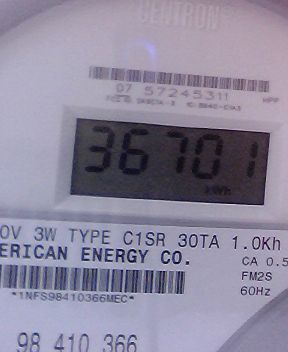 CENTRON
07 57245311
36701
kWh
0V 3W TYPE C1SR 30TA 1.0Kh
ERICAN ENERGY CO.
CA 0.5
FM2S
*1NFS98410366MEC*
60Hz
98 410 366